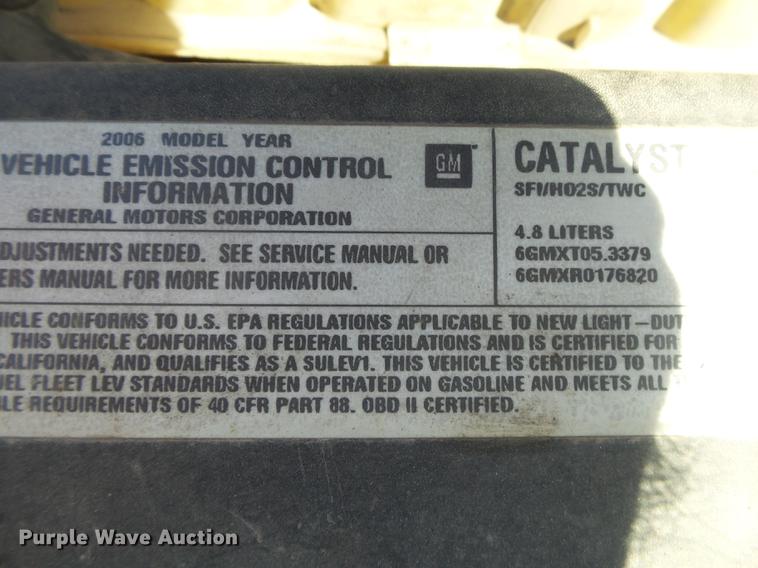 2006 MODEL YEAR
VEHICLE EMISSION CONTROL
INFORMATION
GENERAL MOTORS CORPORATION
GM
CATALYST
SFI/HO2S/TWC
4.8 LITERS
6GMXT05.3379
6GMXR0176820
DJUSTMENTS NEEDED. SEE SERVICE MANUAL OR
ERS MANUAL FOR MORE INFORMATION.
HICLE CONFORMS TO U.S. EPA REGULATIONS APPLICABLE TO NEW LIGHT-DUT
THIS VEHICLE CONFORMS TO FEDERAL REGULATIONS AND IS CERTIFIED FOR
CALIFORNIA, AND QUALIFIES AS A SULEV1. THIS VEHICLE IS CERTIFIED TO THE
UEL FLEET LEV STANDARDS WHEN OPERATED ON GASOLINE AND MEETS ALL
LE REQUIREMENTS OF 40 CFR PART 88. OBD II CERTIFIED.
Purple Wave Auction